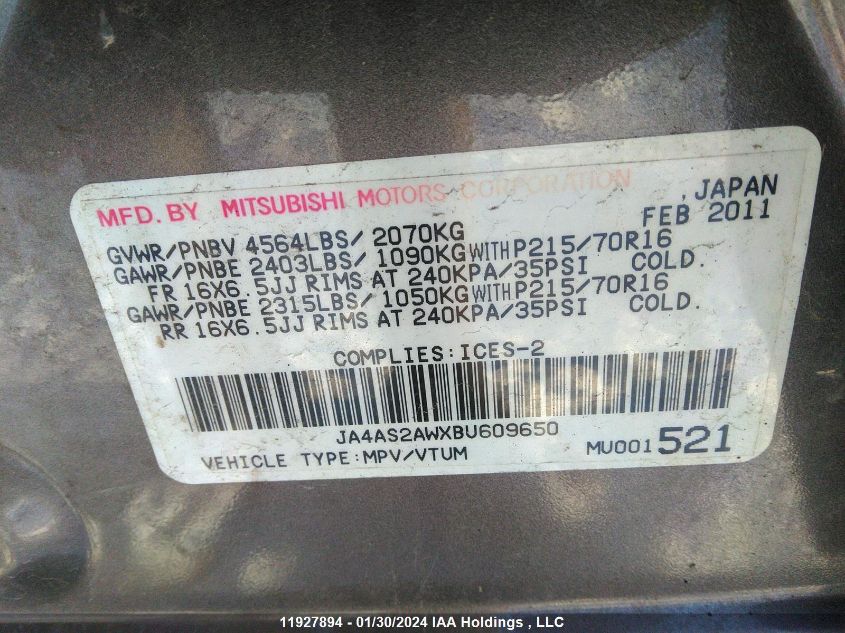 MFD. BY MITSUBISHI MOTORS CORPORATION , JAPAN
FEB 2011
GVWR/PNBV 4564LBS/ 2070KG
GAWR/PNBE 2403LBS/ 1090KG WITH P215/70R16
FR 16X6.5JJ RIMS AT 240KPA/35PSI COLD.
GAWR/PNBE 2315LBS/ 1050KG WITH P215/70R16
RR 16X6.5JJ RIMS AT 240KPA/35PSI COLD.
COMPLIES:ICES-2
JA4AS2AWXBU609650
VEHICLE TYPE:MPV/VTUM MU001 521
11927894 - 01/30/2024 IAA Holdings , LLC